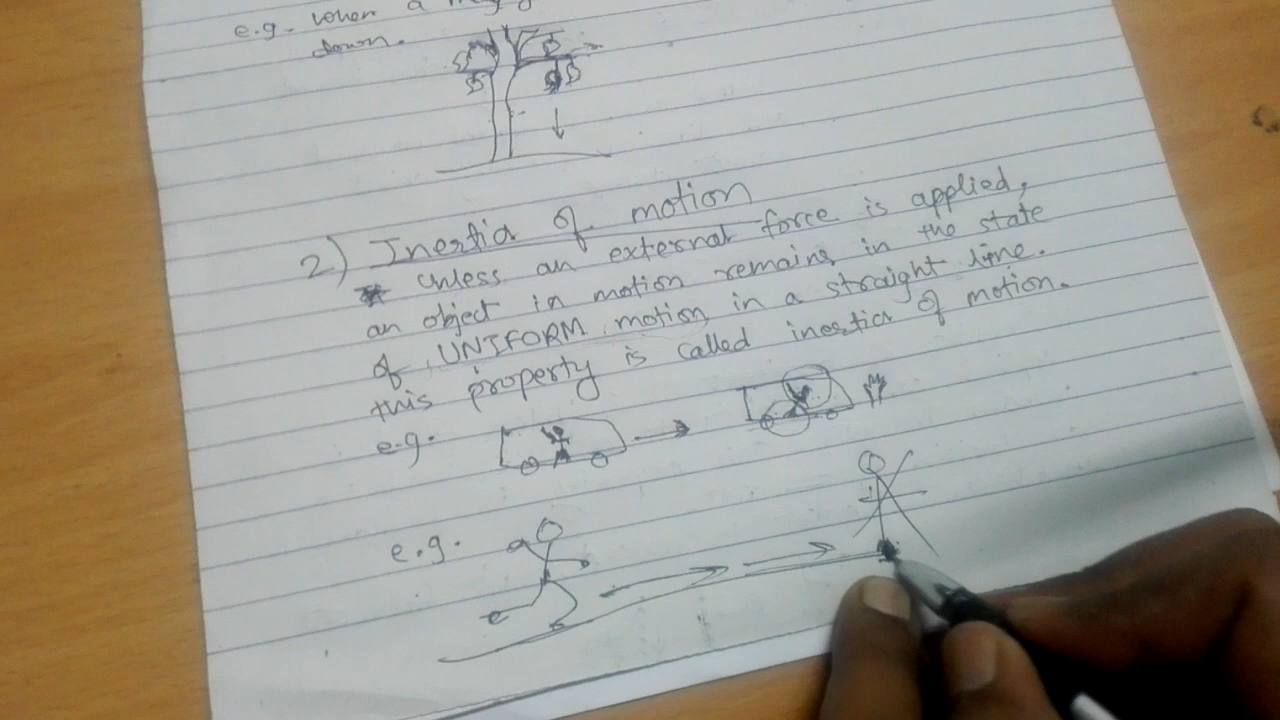 e.g. when a
down.
2) Inertia of motion
unless an external force is applied,
an object in motion remains in the state
of UNIFORM motion in a straight line.
this property is called inertia of motion.
e.g.
e.g.